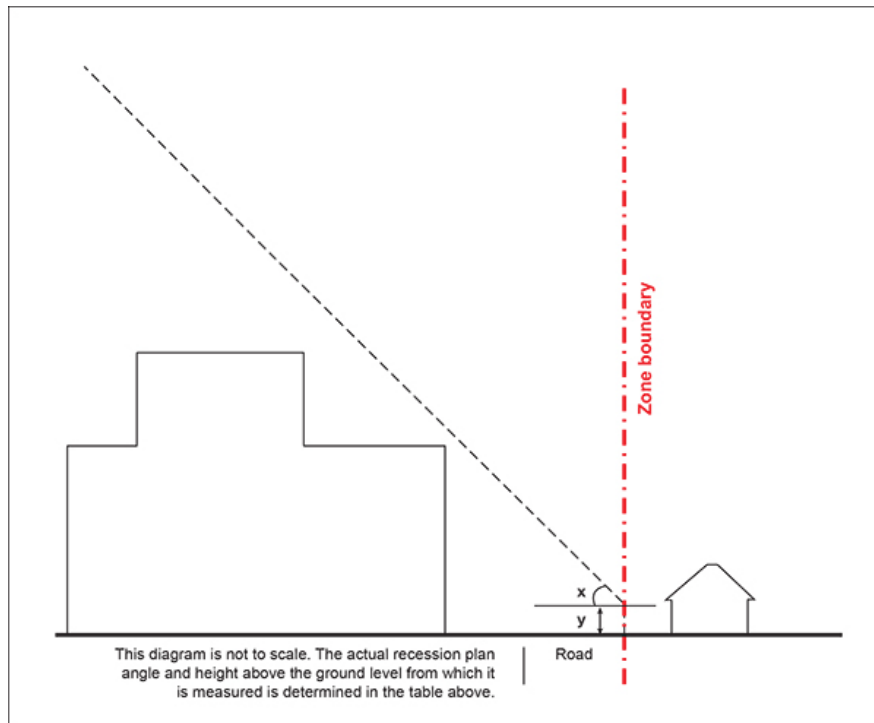 Zone boundary
x
y
This diagram is not to scale. The actual recession plan
angle and height above the ground level from which it
is measured is determined in the table above.
Road